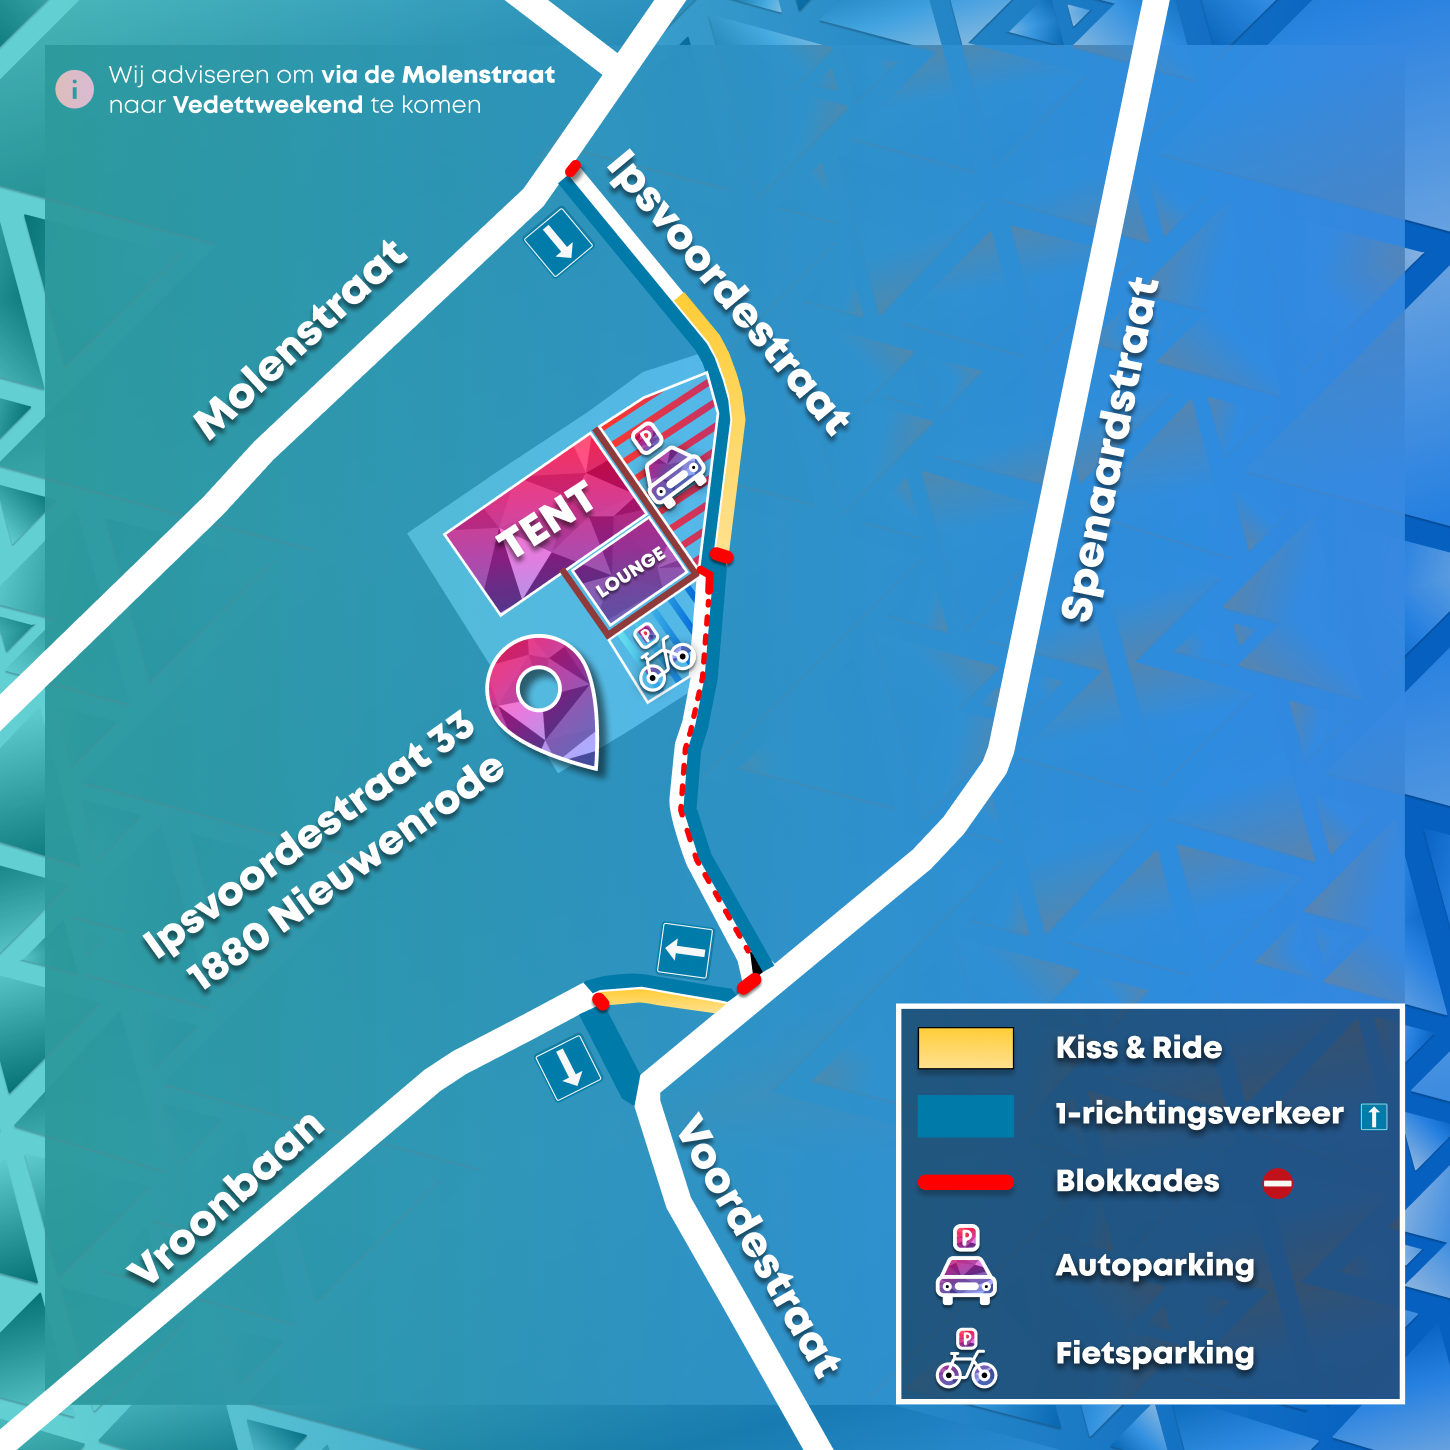 i
Wij adviseren om via de Molenstraat
naar Vedettweekend te komen
Molenstraat
Ipsvoordestraat
Spenaardstraat
P
TENT
LOUNGE
P
Ipsvoordestraat 33
1880 Nieuwenrode
Vroonbaan
Voordestraat
Kiss & Ride
1-richtingsverkeer
Blokkades
P
Autoparking
P
Fietsparking